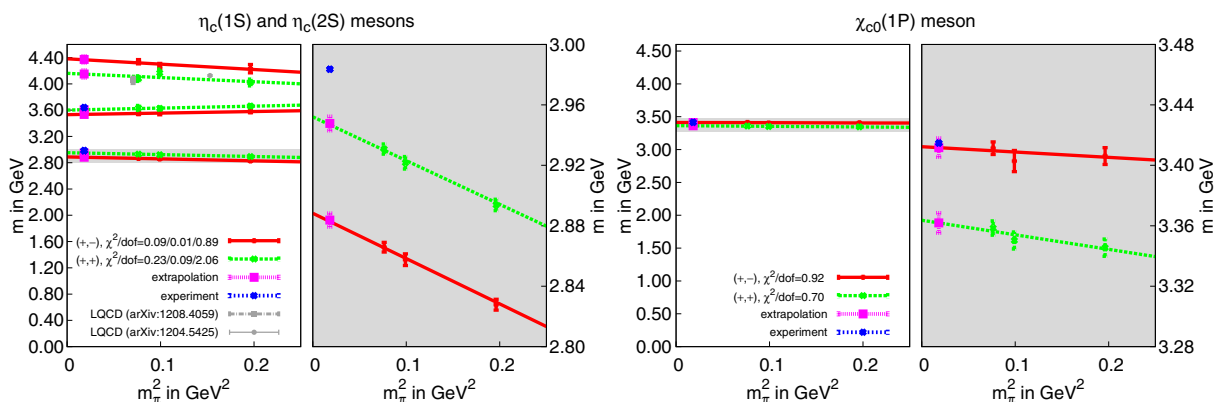 η_c(1S) and η_c(2S) mesons
m in GeV
4.40
4.00
3.60
3.20
2.80
2.40
2.00
1.60
1.20
0.80
0.40
0.00
(+,−), χ²/dof=0.09/0.01/0.89
(+,+), χ²/dof=0.23/0.09/2.06
extrapolation
experiment
LQCD (arXiv:1208.4059)
LQCD (arXiv:1204.5425)
0 0.1 0.2
m_π² in GeV²
3.00
2.96
2.92
2.88
2.84
2.80
m in GeV
0 0.1 0.2
m_π² in GeV²
χ_c0(1P) meson
m in GeV
4.50
4.00
3.50
3.00
2.50
2.00
1.50
1.00
0.50
0.00
(+,−), χ²/dof=0.92
(+,+), χ²/dof=0.70
extrapolation
experiment
0 0.1 0.2
m_π² in GeV²
3.48
3.44
3.40
3.36
3.32
3.28
m in GeV
0 0.1 0.2
m_π² in GeV²